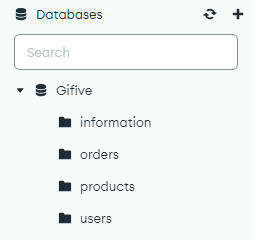 Databases
Search
Gifive
information
orders
products
users